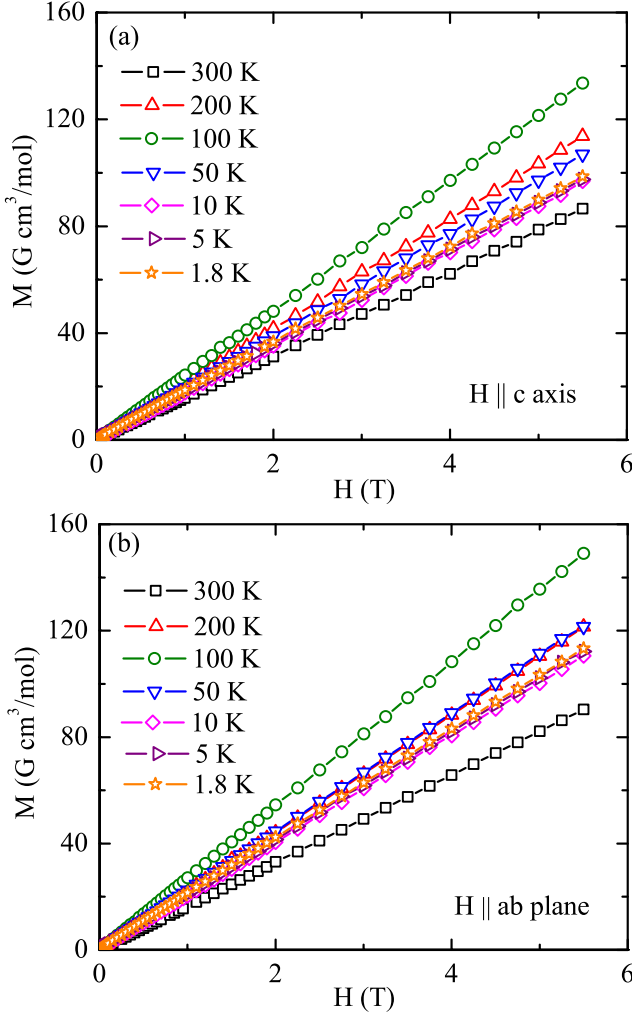 (a)
160
120
80
40
0
M (G cm³/mol)
300 K
200 K
100 K
50 K
10 K
5 K
1.8 K
H || c axis
0 2 4 6
H (T)
(b)
160
120
80
40
0
M (G cm³/mol)
300 K
200 K
100 K
50 K
10 K
5 K
1.8 K
H || ab plane
0 2 4 6
H (T)